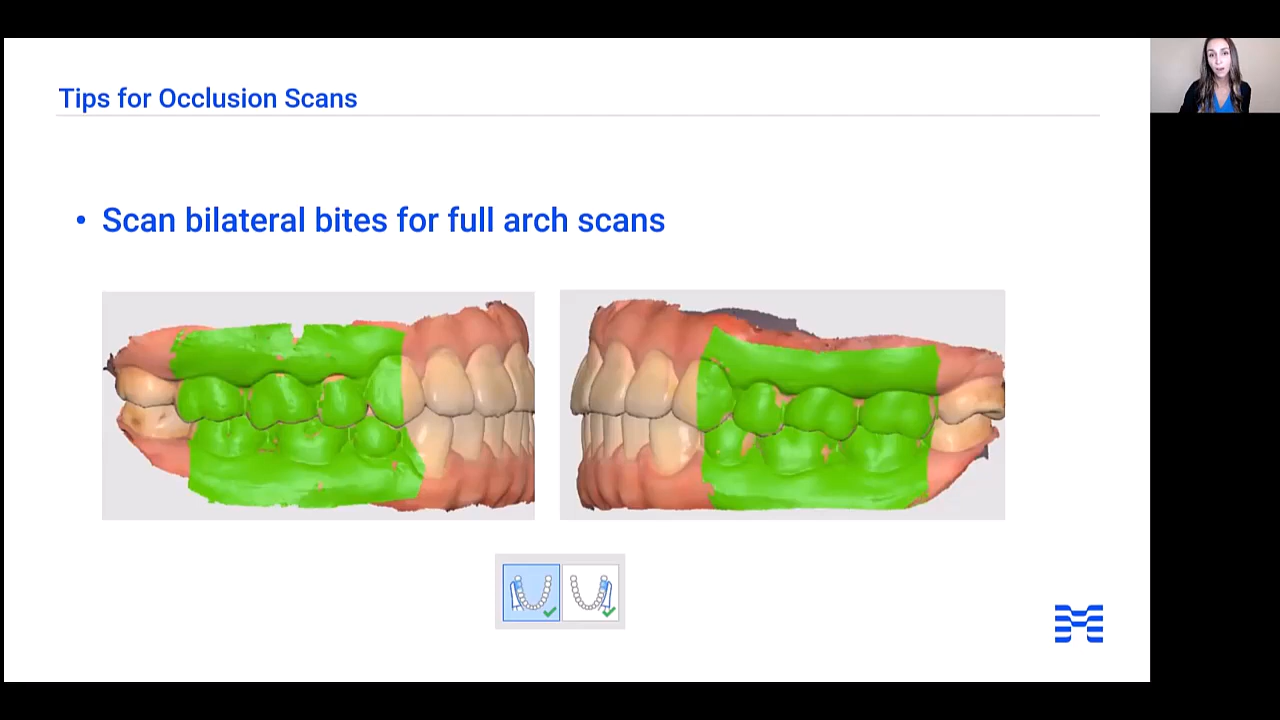 Tips for Occlusion Scans
• Scan bilateral bites for full arch scans